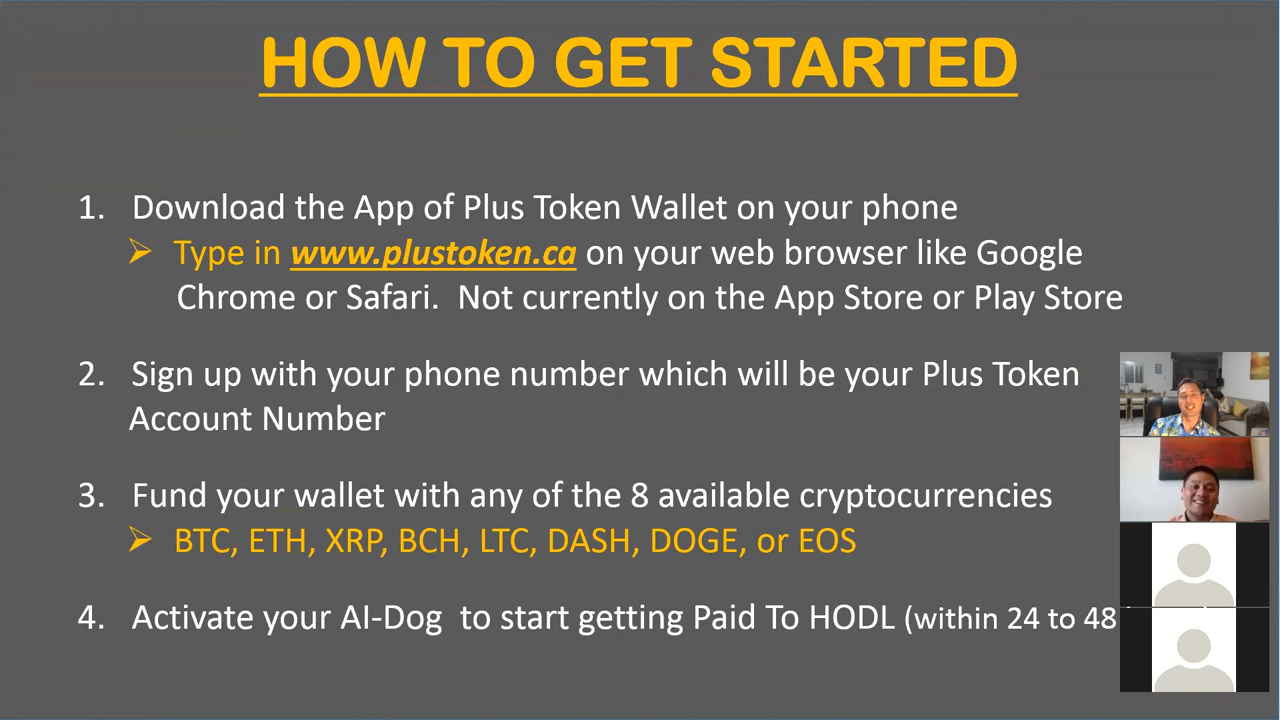 HOW TO GET STARTED
1. Download the App of Plus Token Wallet on your phone
➢ Type in www.plustoken.ca on your web browser like Google
Chrome or Safari. Not currently on the App Store or Play Store
2. Sign up with your phone number which will be your Plus Token
Account Number
3. Fund your wallet with any of the 8 available cryptocurrencies
➢ BTC, ETH, XRP, BCH, LTC, DASH, DOGE, or EOS
4. Activate your AI-Dog to start getting Paid To HODL (within 24 to 48